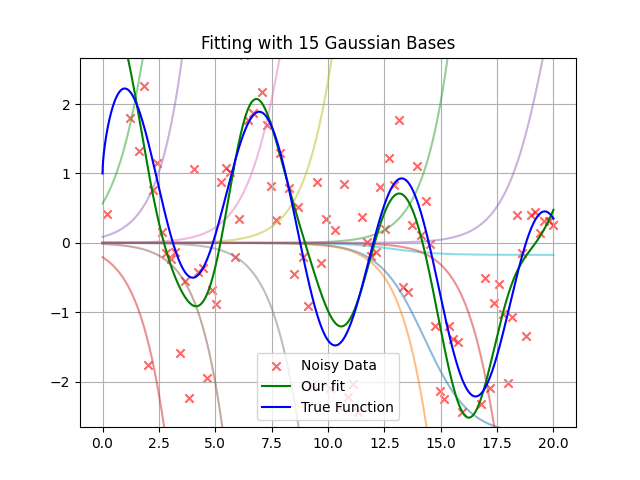 Fitting with 15 Gaussian Bases
2
1
0
−1
−2
Noisy Data
Our fit
True Function
0.0 2.5 5.0 7.5 10.0 12.5 15.0 17.5 20.0